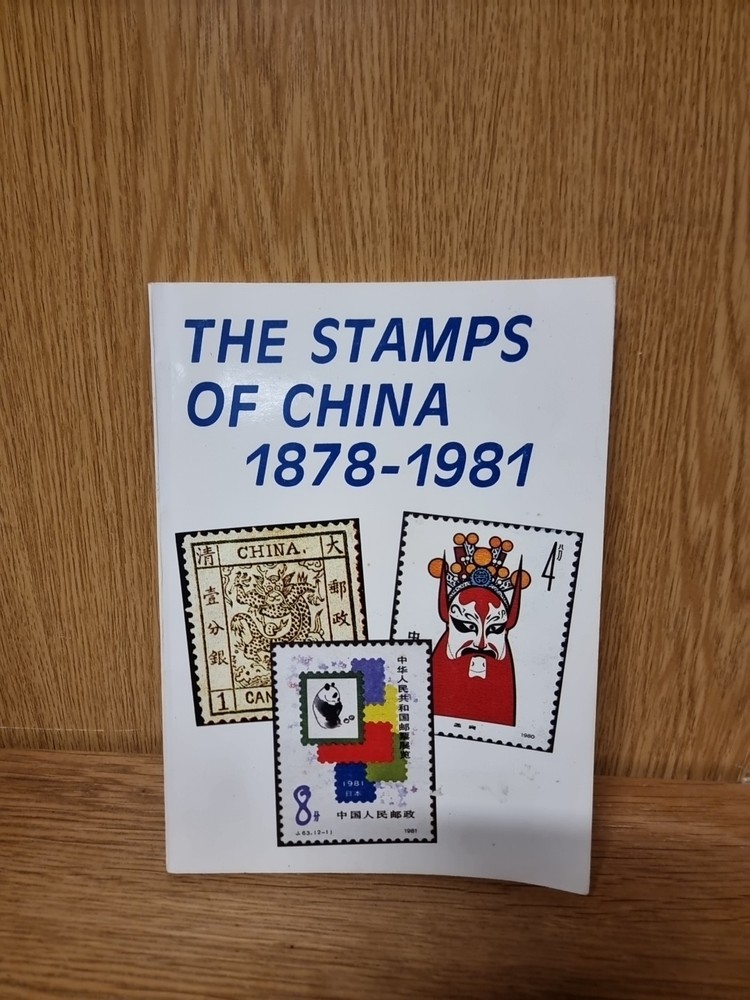 THE STAMPS
OF CHINA
1878-1981
清 CHINA. 大
壹分銀
郵政
1 CAN
4分
1980
中华人民共和国邮票展览
1981
日本
8分
中国人民邮政
J.63.(2-1)
1981